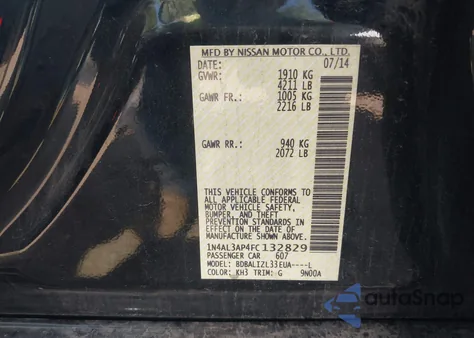 MFD BY NISSAN MOTOR CO., LTD.
DATE: 07/14
GVWR: 1910 KG
4211 LB
GAWR FR.: 1005 KG
2216 LB
GAWR RR.: 940 KG
2072 LB
THIS VEHICLE CONFORMS TO ALL
APPLICABLE FEDERAL
MOTOR VEHICLE SAFETY,
BUMPER, AND THEFT
PREVENTION STANDARDS
IN EFFECT ON THE DATE OF
MANUFACTURE SHOWN ABOVE.
1N4AL3AP4FC132829
PASSENGER CAR 607
MODEL: BDBALIZL33EUA----L
COLOR: KH3 TRIM: G 9N00A
autoSnap